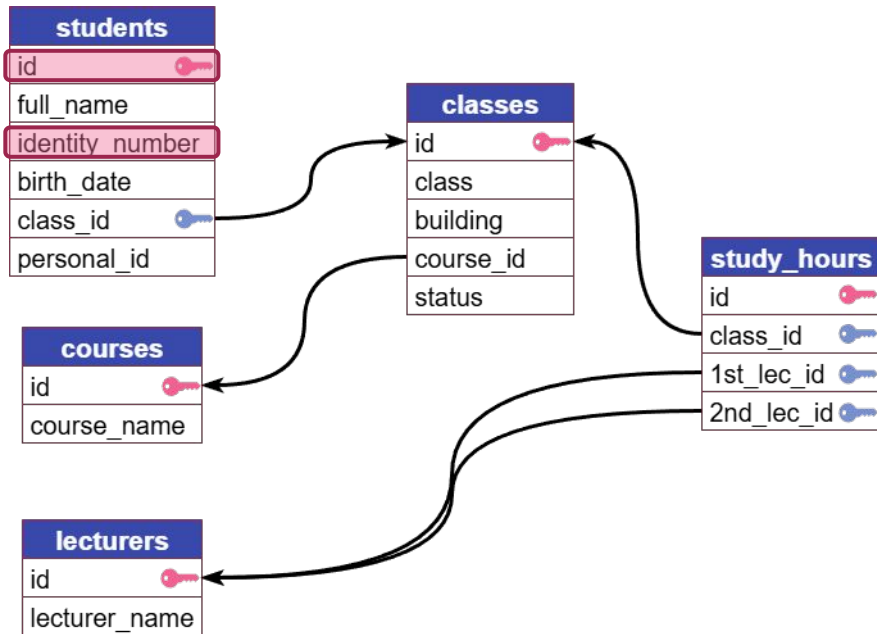 students
id
full_name
identity_number
birth_date
class_id
personal_id
classes
id
class
building
course_id
status
study_hours
id
class_id
1st_lec_id
2nd_lec_id
courses
id
course_name
lecturers
id
lecturer_name